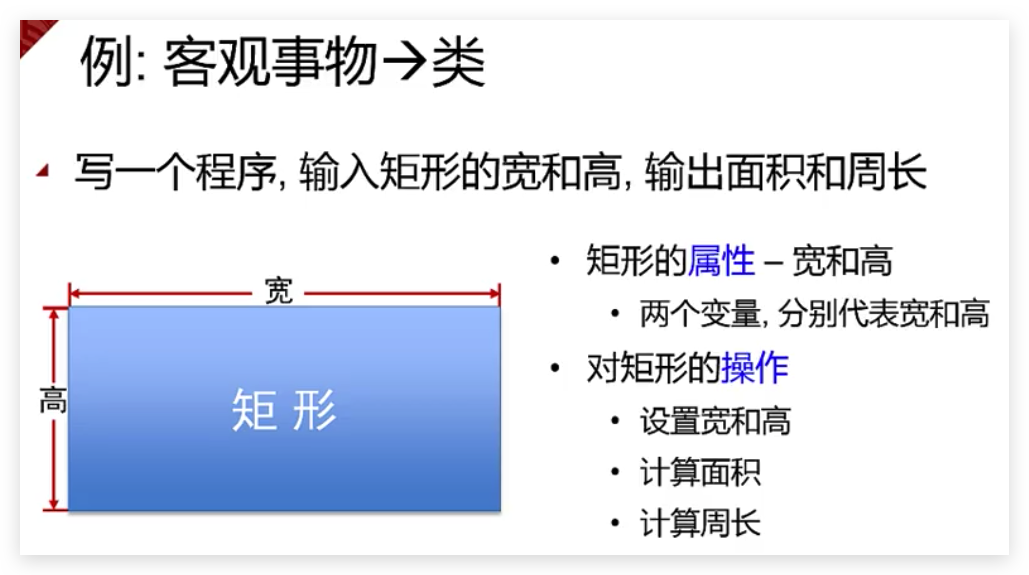 例: 客观事物→类
写一个程序, 输入矩形的宽和高, 输出面积和周长
宽
高
矩 形
• 矩形的属性 – 宽和高
• 两个变量, 分别代表宽和高
• 对矩形的操作
• 设置宽和高
• 计算面积
• 计算周长